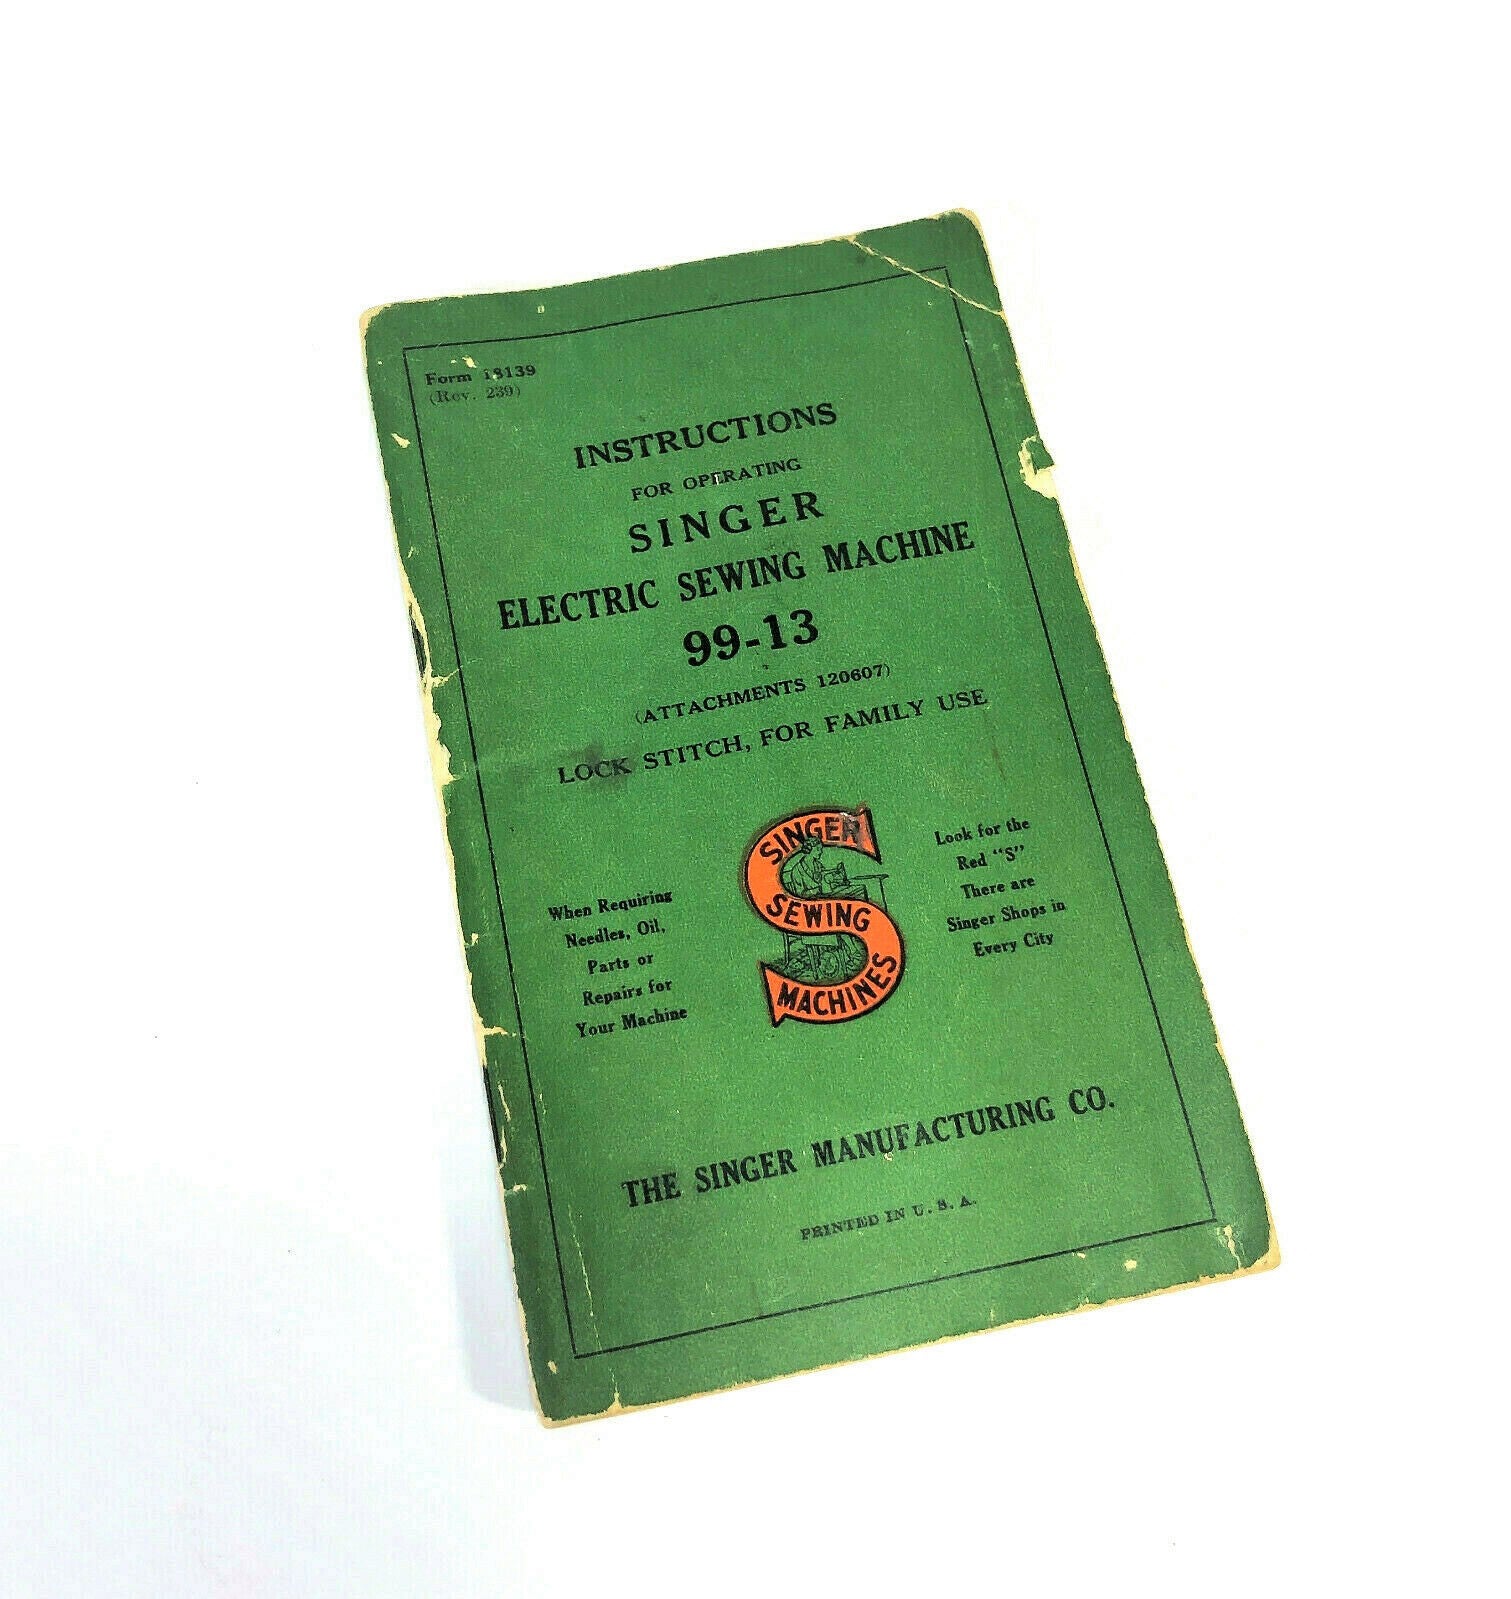 Form 18139
(Rev. 239)
INSTRUCTIONS
FOR OPERATING
SINGER
ELECTRIC SEWING MACHINE
99-13
(ATTACHMENTS 120607)
LOCK STITCH, FOR FAMILY USE
When Requiring
Needles, Oil,
Parts or
Repairs for
Your Machine
SINGER
SEWING
MACHINES
Look for the
Red "S"
There are
Singer Shops in
Every City
THE SINGER MANUFACTURING CO.
PRINTED IN U. S. A.